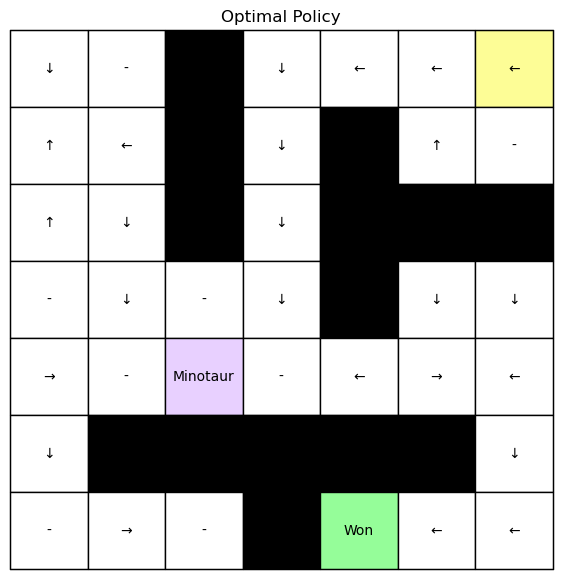 Optimal Policy
↓ - ↓ ← ← ←
↑ ← ↓ ↑ -
↑ ↓ ↓
- ↓ - ↓ ↓ ↓
→ - Minotaur - ← → ←
↓ ↓
- → - Won ← ←